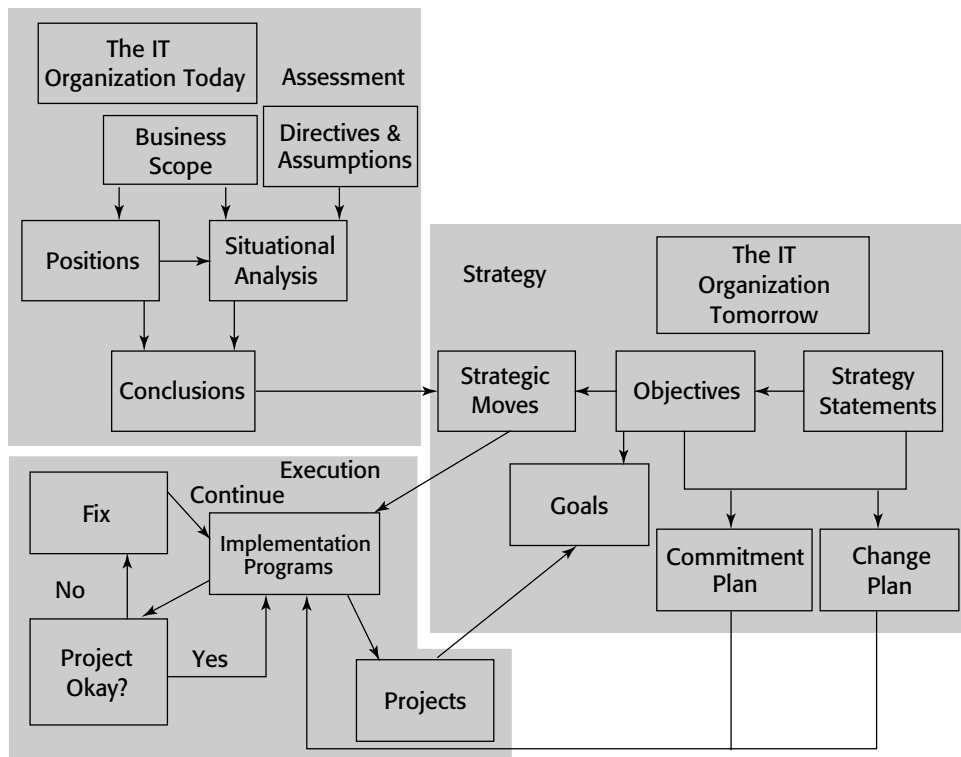 The IT
Organization Today
Assessment
Business
Scope
Directives &
Assumptions
Positions
Situational
Analysis
Conclusions
Strategy
The IT
Organization
Tomorrow
Strategic
Moves
Objectives
Strategy
Statements
Goals
Commitment
Plan
Change
Plan
Execution
Continue
Fix
Implementation
Programs
No
Project
Okay?
Yes
Projects